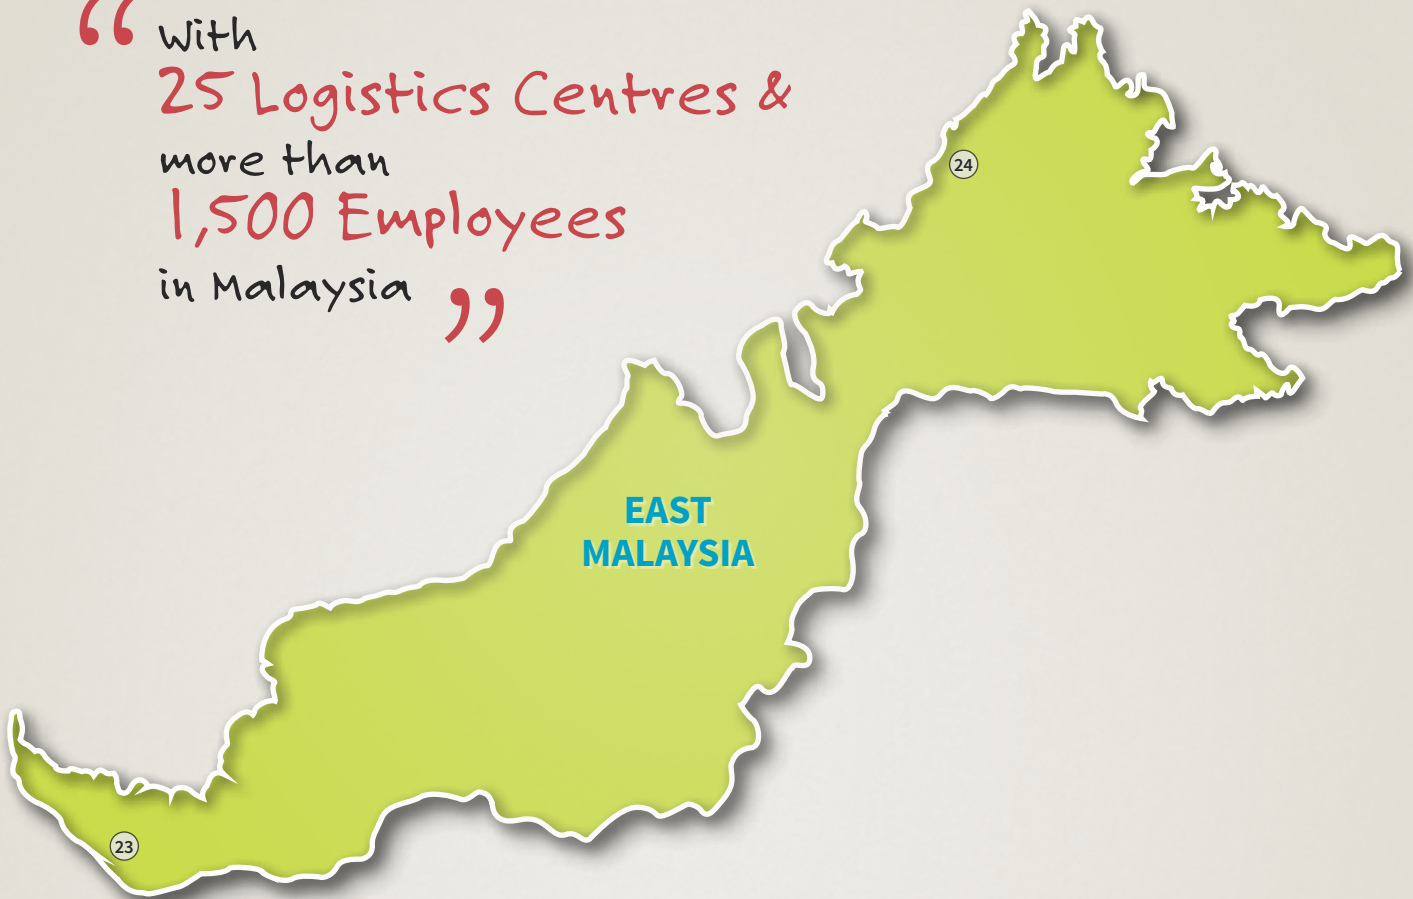 “ With
25 Logistics Centres &
more than
1,500 Employees
in Malaysia ”
24
EAST
MALAYSIA
23